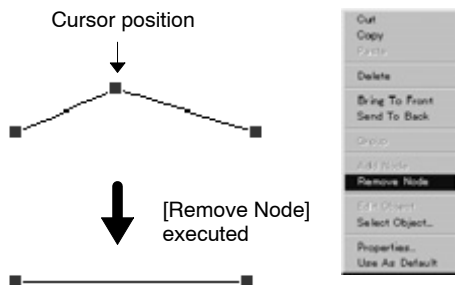 Cursor position
[Remove Node]
executed
Cut
Copy
Paste
Delete
Bring To Front
Send To Back
Group
Add Node
Remove Node
Edit Object
Select Object...
Properties...
Use As Default